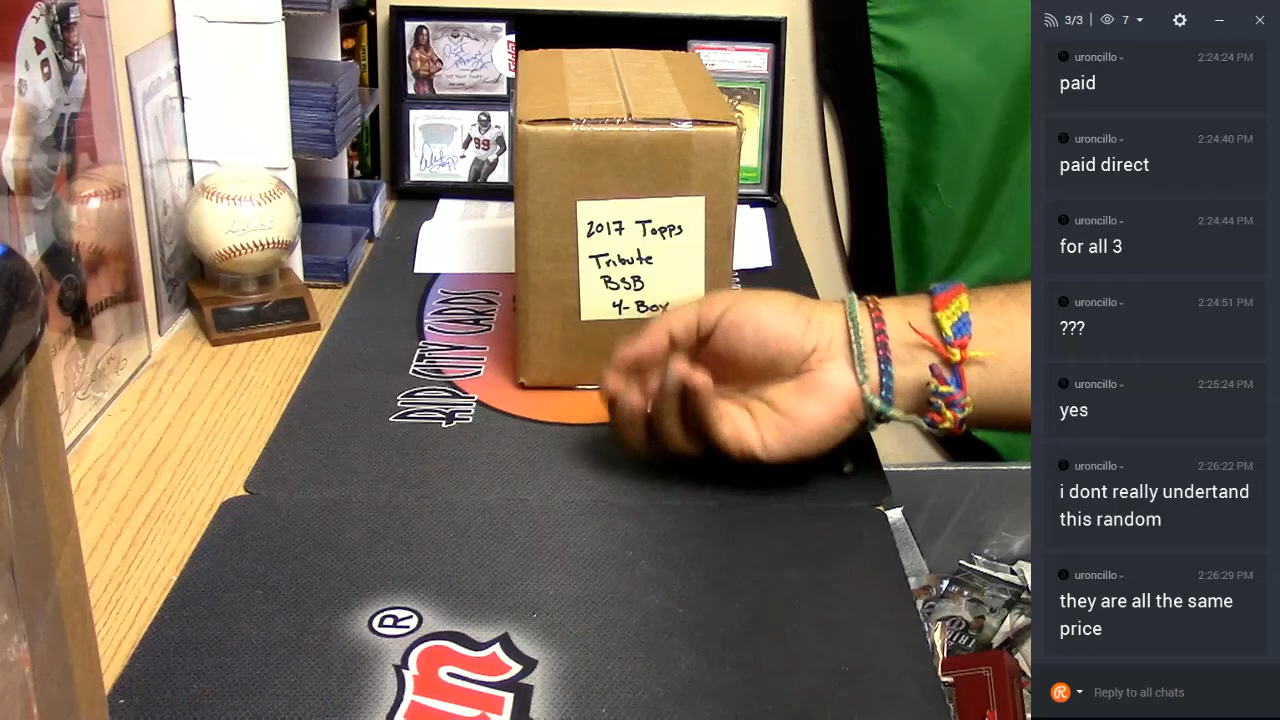 99
2017 Topps
Tribute
BSB
4-Box
RIP CITY CARDS
®
3/3
7
uroncillo
2:24:24 PM
paid
uroncillo
2:24:40 PM
paid direct
uroncillo
2:24:44 PM
for all 3
uroncillo
2:24:51 PM
???
uroncillo
2:25:24 PM
yes
uroncillo
2:26:22 PM
i dont really undertand
this random
uroncillo
2:26:29 PM
they are all the same
price
Reply to all chats